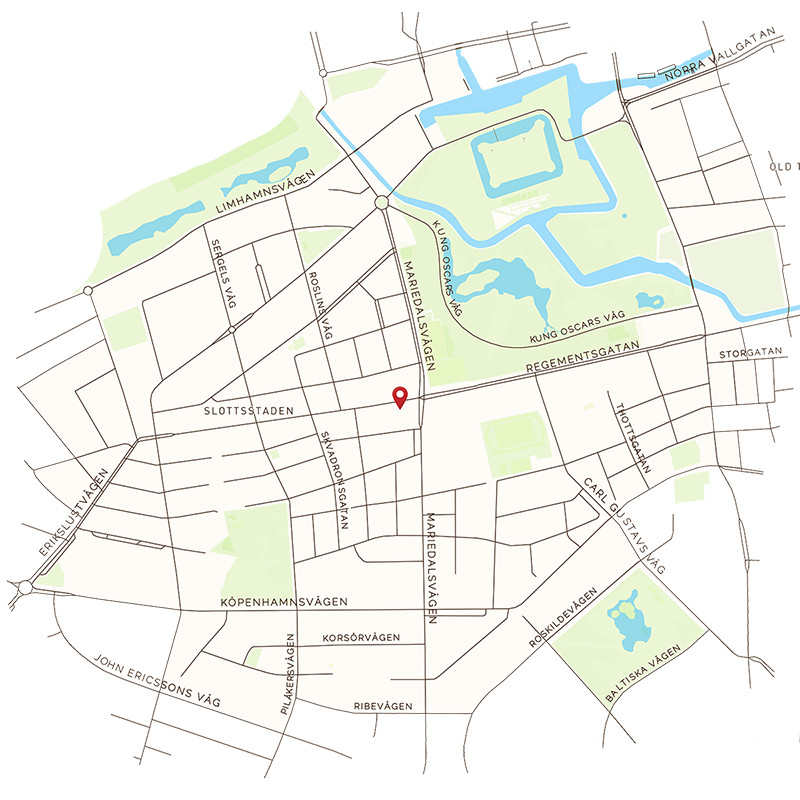 NORRA VALLGATAN
OLD T
LIMHAMNSVÄGEN
KUNG OSCARS VÄG
SERGELS VÄG
ROSLINS VÄG
MARIEDALSVÄGEN
KUNG OSCARS VÄG
REGEMENTSGATAN
STORGATAN
SLOTTSSTADEN
THOTTSGATAN
SKVADRONSGATAN
ERIKSLUSTVÄGEN
CARL GUSTAVS VÄG
MARIEDALSVÄGEN
KÖPENHAMNSVÄGEN
ROSKILDEVÄGEN
KORSÖRVÄGEN
PILÅKERSVÄGEN
JOHN ERICSSONS VÄG
BALTISKA VÄGEN
RIBEVÄGEN